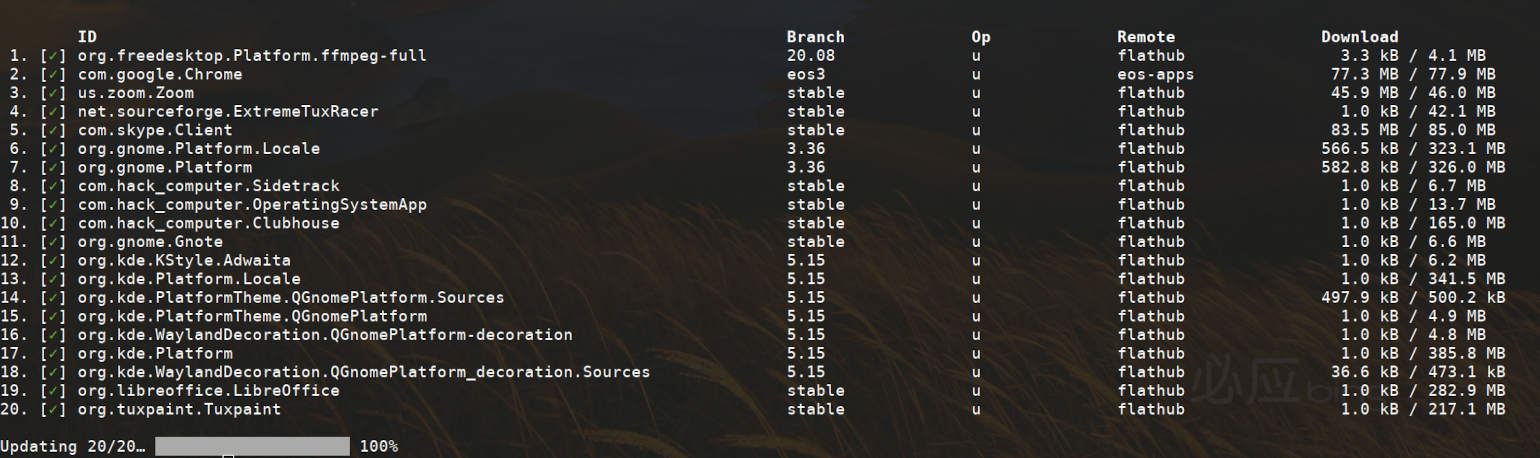 ID Branch Op Remote Download
1. [✓] org.freedesktop.Platform.ffmpeg-full 20.08 u flathub 3.3 kB / 4.1 MB
2. [✓] com.google.Chrome eos3 u eos-apps 77.3 MB / 77.9 MB
3. [✓] us.zoom.Zoom stable u flathub 45.9 MB / 46.0 MB
4. [✓] net.sourceforge.ExtremeTuxRacer stable u flathub 1.0 kB / 42.1 MB
5. [✓] com.skype.Client stable u flathub 83.5 MB / 85.0 MB
6. [✓] org.gnome.Platform.Locale 3.36 u flathub 566.5 kB / 323.1 MB
7. [✓] org.gnome.Platform 3.36 u flathub 582.8 kB / 326.0 MB
8. [✓] com.hack_computer.Sidetrack stable u flathub 1.0 kB / 6.7 MB
9. [✓] com.hack_computer.OperatingSystemApp stable u flathub 1.0 kB / 13.7 MB
10. [✓] com.hack_computer.Clubhouse stable u flathub 1.0 kB / 165.0 MB
11. [✓] org.gnome.Gnote stable u flathub 1.0 kB / 6.6 MB
12. [✓] org.kde.KStyle.Adwaita 5.15 u flathub 1.0 kB / 6.2 MB
13. [✓] org.kde.Platform.Locale 5.15 u flathub 1.0 kB / 341.5 MB
14. [✓] org.kde.PlatformTheme.QGnomePlatform.Sources 5.15 u flathub 497.9 kB / 500.2 kB
15. [✓] org.kde.PlatformTheme.QGnomePlatform 5.15 u flathub 1.0 kB / 4.9 MB
16. [✓] org.kde.WaylandDecoration.QGnomePlatform-decoration 5.15 u flathub 1.0 kB / 4.8 MB
17. [✓] org.kde.Platform 5.15 u flathub 1.0 kB / 385.8 MB
18. [✓] org.kde.WaylandDecoration.QGnomePlatform_decoration.Sources 5.15 u flathub 36.6 kB / 473.1 kB
19. [✓] org.libreoffice.LibreOffice stable u flathub 1.0 kB / 282.9 MB
20. [✓] org.tuxpaint.Tuxpaint stable u flathub 1.0 kB / 217.1 MB
必应
Updating 20/20… 100%